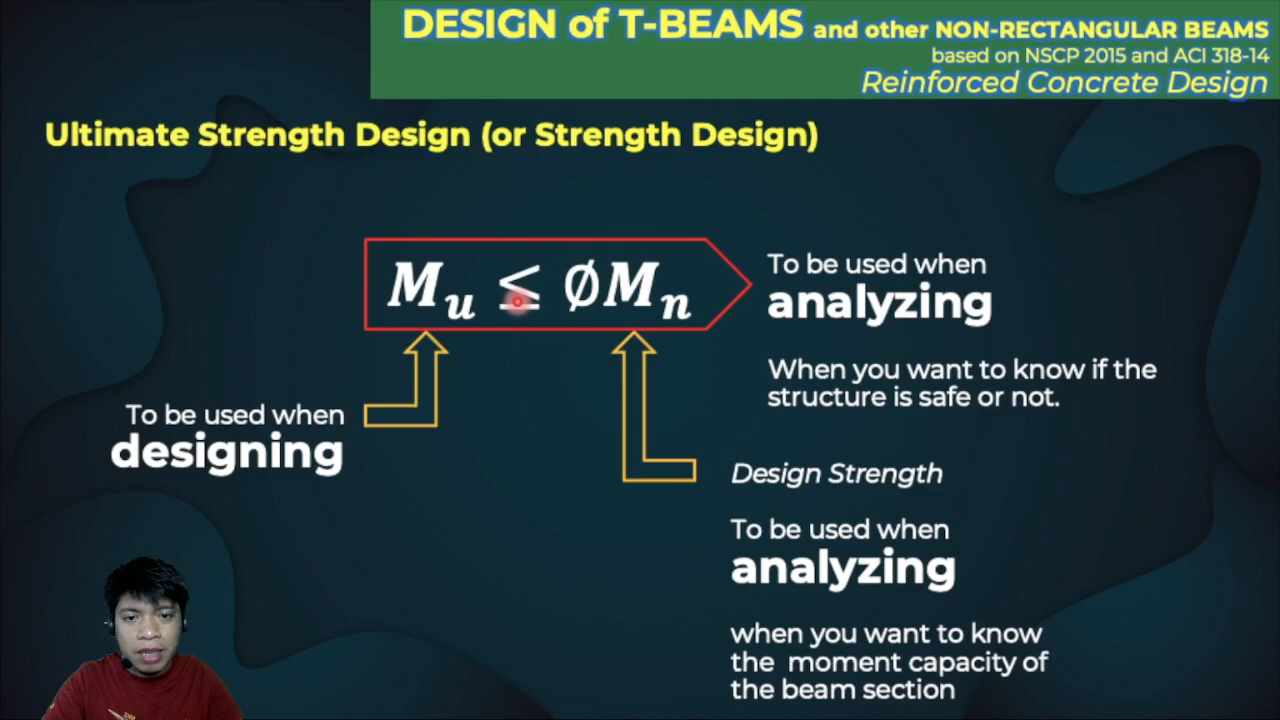 DESIGN of T-BEAMS and other NON-RECTANGULAR BEAMS
based on NSCP 2015 and ACI 318-14
Reinforced Concrete Design
Ultimate Strength Design (or Strength Design)
M_u ≤ ∅M_n
To be used when
analyzing
When you want to know if the
structure is safe or not.
To be used when
designing
Design Strength
To be used when
analyzing
when you want to know
the moment capacity of
the beam section